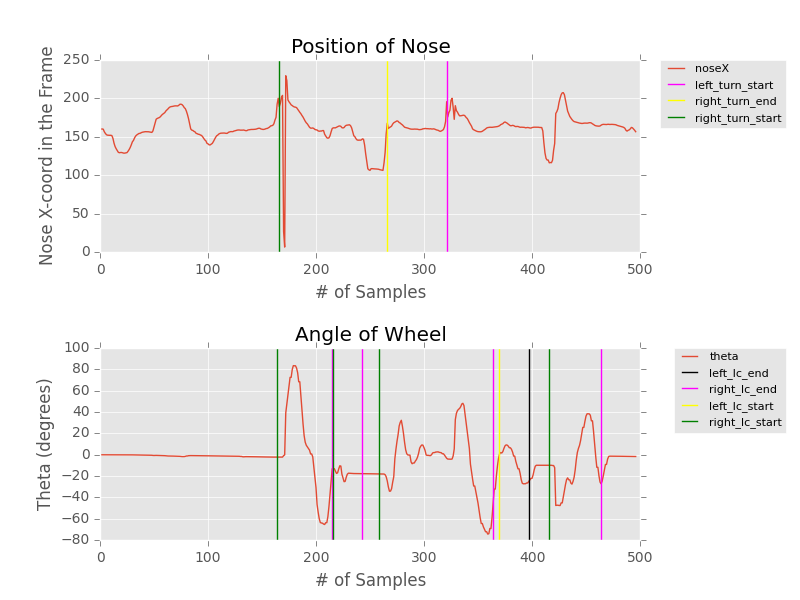 Position of Nose
250
200
150
100
50
0
Nose X-coord in the Frame
0 100 200 300 400 500
# of Samples
noseX
left_turn_start
right_turn_end
right_turn_start
Angle of Wheel
100
80
60
40
20
0
−20
−40
−60
−80
Theta (degrees)
0 100 200 300 400 500
# of Samples
theta
left_lc_end
right_lc_end
left_lc_start
right_lc_start